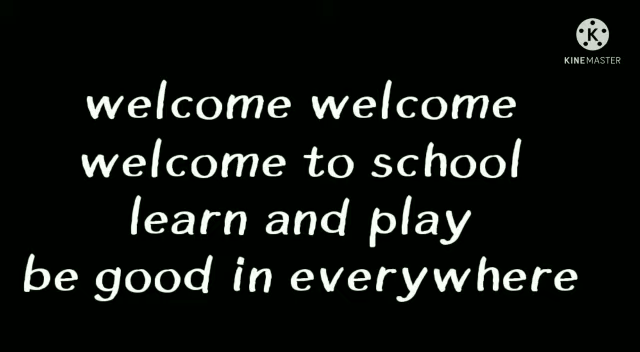 K
KINEMASTER
welcome welcome
welcome to school
learn and play
be good in everywhere